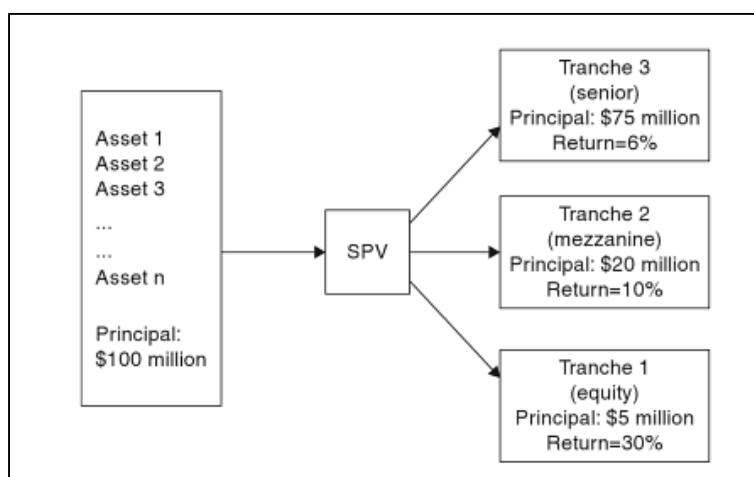 Asset 1
Asset 2
Asset 3
...
...
Asset n
Principal:
$100 million
SPV
Tranche 3
(senior)
Principal: $75 million
Return=6%
Tranche 2
(mezzanine)
Principal: $20 million
Return=10%
Tranche 1
(equity)
Principal: $5 million
Return=30%